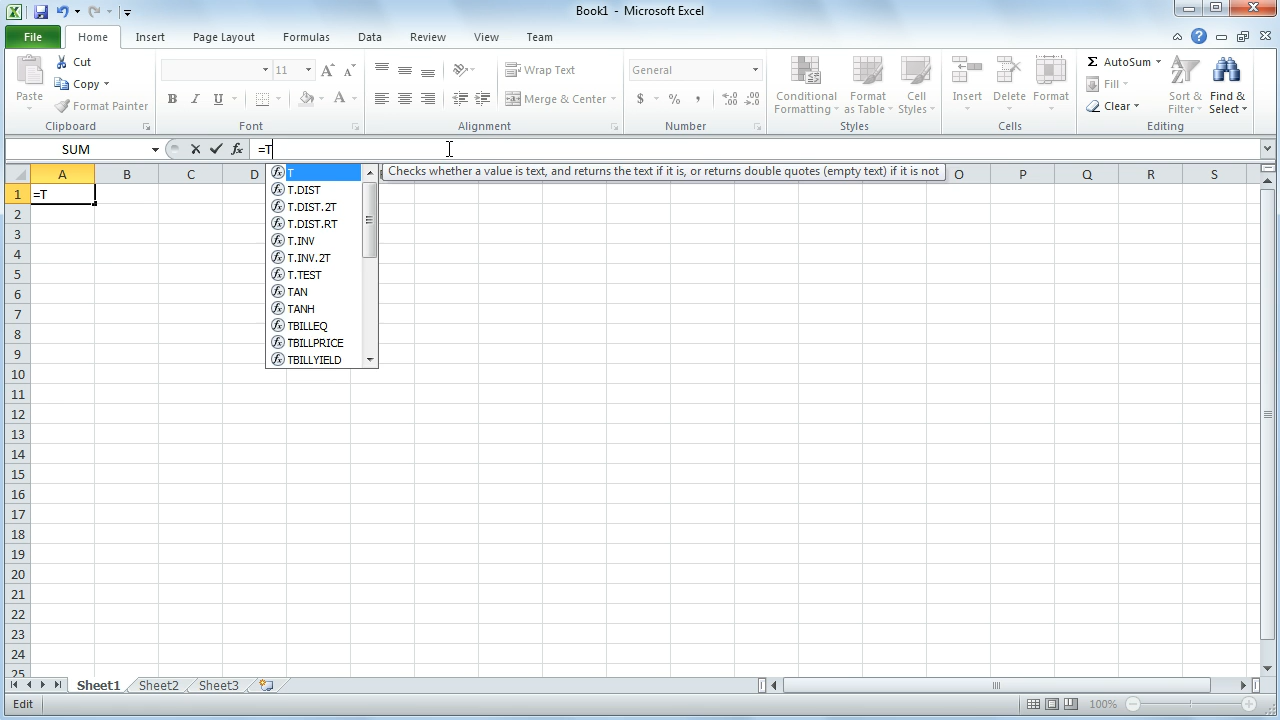 Book1 - Microsoft Excel
File Home Insert Page Layout Formulas Data Review View Team
Paste
Cut
Copy
Format Painter
Clipboard
11
B I U A
Font
Wrap Text
Merge & Center
Alignment
General
$ % ,
Number
Conditional Formatting
Format as Table
Cell Styles
Styles
Insert Delete Format
Cells
Σ AutoSum
Fill
Clear
Sort & Filter
Find & Select
Editing
SUM fx =T
A B C D O P Q R S
T
T.DIST
T.DIST.2T
T.DIST.RT
T.INV
T.INV.2T
T.TEST
TAN
TANH
TBILLEQ
TBILLPRICE
TBILLYIELD
Checks whether a value is text, and returns the text if it is, or returns double quotes (empty text) if it is not
1 =T
2
3
4
5
6
7
8
9
10
11
12
13
14
15
16
17
18
19
20
21
22
23
24
25
Sheet1 Sheet2 Sheet3
Edit 100%